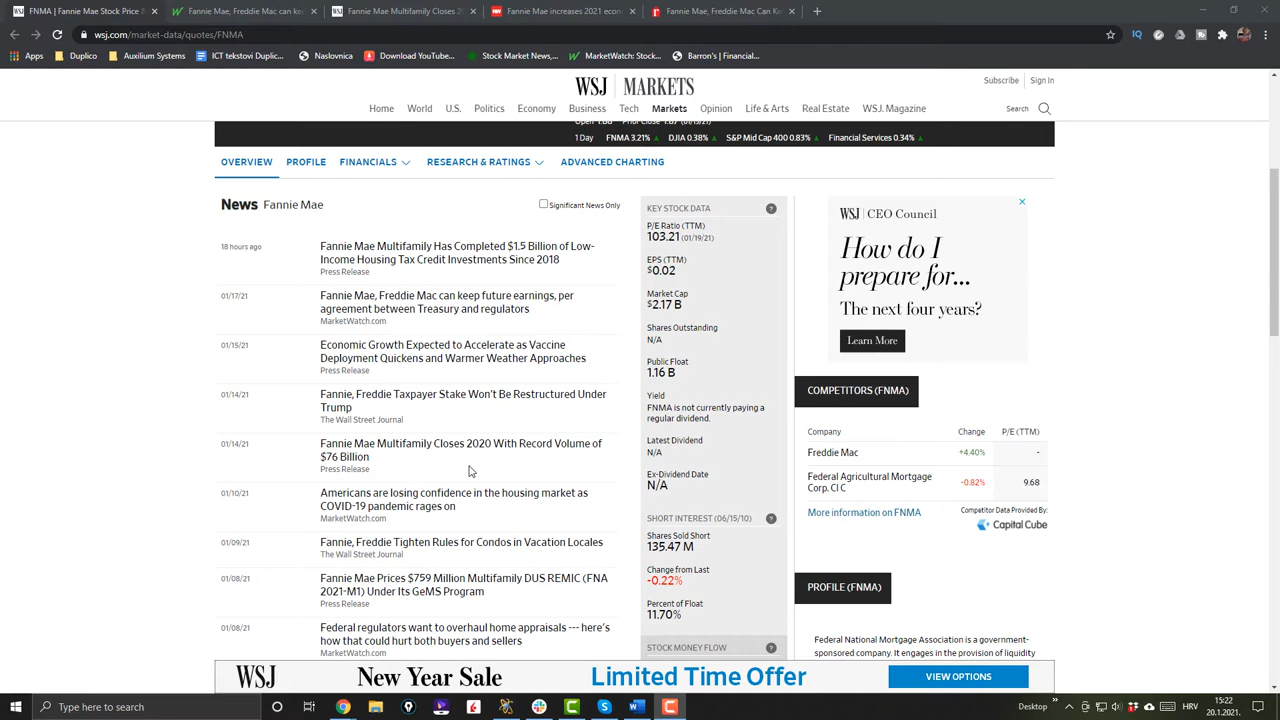 FNMA | FNMA Stock Price &
Overview, Freddie Mac can ke
Fannie Mae Multifamily Closes 2
Fannie Mae increases 2021 econ
Fannie Mae, Freddie Mac Can Ke
wsj.com/market-data/quotes/FNMA
Apps
Duplico
Auxilium Systems
ICT tekstovi Duplic...
Naslovnica
Download YouTube...
Stock Market News,...
MarketWatch: Stock...
Barron's | Financial...
WSJ MARKETS
Subscribe
Sign In
Home
World
U.S.
Politics
Economy
Business
Tech
Markets
Opinion
Life & Arts
Real Estate
WSJ. Magazine
Search
Open 1.88 Prior Close 1.87 (01/19/21)
1 Day FNMA 3.21% DJIA 0.38% S&P Mid Cap 400 0.83% Financial Services 0.34%
OVERVIEW
PROFILE
FINANCIALS
RESEARCH & RATINGS
ADVANCED CHARTING
News Fannie Mae
Significant News Only
18 hours ago
Fannie Mae Multifamily Has Completed $1.5 Billion of Low-
Income Housing Tax Credit Investments Since 2018
Press Release
01/17/21
Fannie Mae, Freddie Mac can keep future earnings, per
agreement between Treasury and regulators
MarketWatch.com
01/15/21
Economic Growth Expected to Accelerate as Vaccine
Deployment Quickens and Warmer Weather Approaches
Press Release
01/14/21
Fannie, Freddie Taxpayer Stake Won't Be Restructured Under
Trump
The Wall Street Journal
01/14/21
Fannie Mae Multifamily Closes 2020 With Record Volume of
$76 Billion
Press Release
01/10/21
Americans are losing confidence in the housing market as
COVID-19 pandemic rages on
MarketWatch.com
01/09/21
Fannie, Freddie Tighten Rules for Condos in Vacation Locales
The Wall Street Journal
01/08/21
Fannie Mae Prices $759 Million Multifamily DUS REMIC (FNA
2021-M1) Under Its GeMS Program
Press Release
01/08/21
Federal regulators want to overhaul home appraisals --- here's
how that could hurt both buyers and sellers
MarketWatch.com
KEY STOCK DATA
P/E Ratio (TTM)
103.21 (01/19/21)
EPS (TTM)
$0.02
Market Cap
$2.17 B
Shares Outstanding
N/A
Public Float
1.16 B
Yield
FNMA is not currently paying a
regular dividend.
Latest Dividend
N/A
Ex-Dividend Date
N/A
SHORT INTEREST (06/15/10)
Shares Sold Short
135.47 M
Change from Last
-0.22%
Percent of Float
11.70%
STOCK MONEY FLOW
WSJ | CEO Council
How do I
prepare for...
The next four years?
Learn More
COMPETITORS (FNMA)
Company Change P/E (TTM)
Freddie Mac +4.40% -
Federal Agricultural Mortgage
Corp. Cl C -0.82% 9.68
More information on FNMA
Competitor Data Provided By:
Capital Cube
PROFILE (FNMA)
Federal National Mortgage Association is a government-
sponsored company. It engages in the provision of liquidity
WSJ New Year Sale Limited Time Offer VIEW OPTIONS
Type here to search
Desktop
HRV
15:22
20.1.2021.